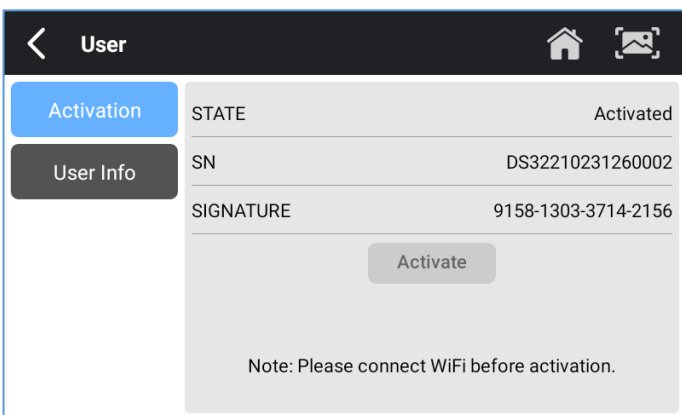 User
Activation
User Info
STATE Activated
SN DS32210231260002
SIGNATURE 9158-1303-3714-2156
Activate
Note: Please connect WiFi before activation.